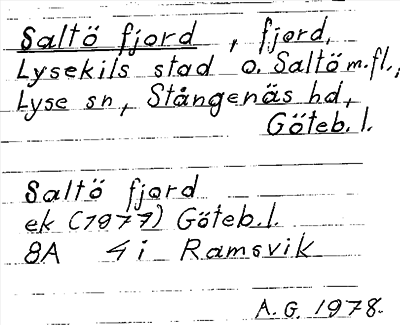 Saltö fjord, fjord,
Lysekils stad o. Saltö m.fl.,
Lyse sn, Stångenäs hd,
Göteb. l.
Saltö fjord
ek (1977) Göteb. l.
8A 4 i Ramsvik
A. G. 1978.